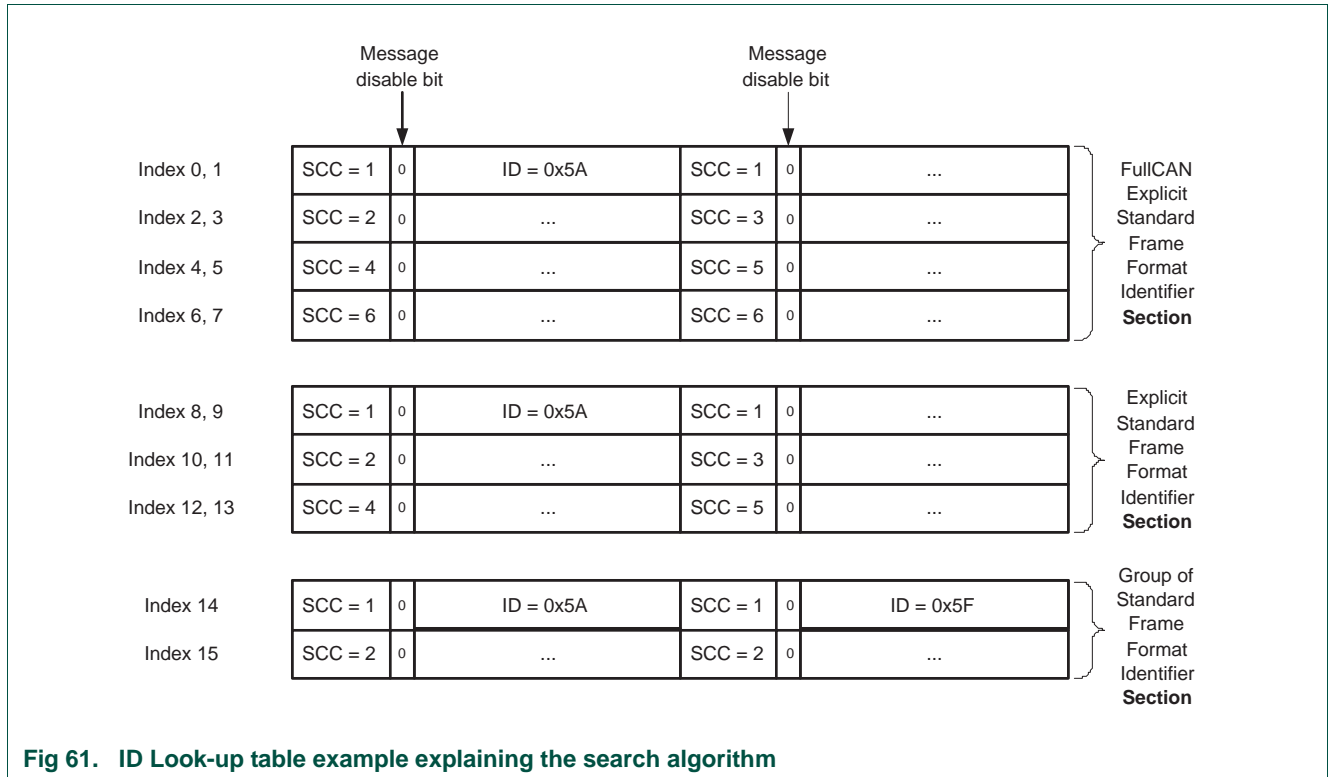 Message
disable bit
Message
disable bit
Index 0, 1 SCC = 1 0 ID = 0x5A SCC = 1 0 ...
Index 2, 3 SCC = 2 0 ... SCC = 3 0 ...
Index 4, 5 SCC = 4 0 ... SCC = 5 0 ...
Index 6, 7 SCC = 6 0 ... SCC = 6 0 ...
FullCAN
Explicit
Standard
Frame
Format
Identifier
Section
Index 8, 9 SCC = 1 0 ID = 0x5A SCC = 1 0 ...
Index 10, 11 SCC = 2 0 ... SCC = 3 0 ...
Index 12, 13 SCC = 4 0 ... SCC = 5 0 ...
Explicit
Standard
Frame
Format
Identifier
Section
Index 14 SCC = 1 0 ID = 0x5A SCC = 1 0 ID = 0x5F
Index 15 SCC = 2 0 ... SCC = 2 0 ...
Group of
Standard
Frame
Format
Identifier
Section
Fig 61. ID Look-up table example explaining the search algorithm